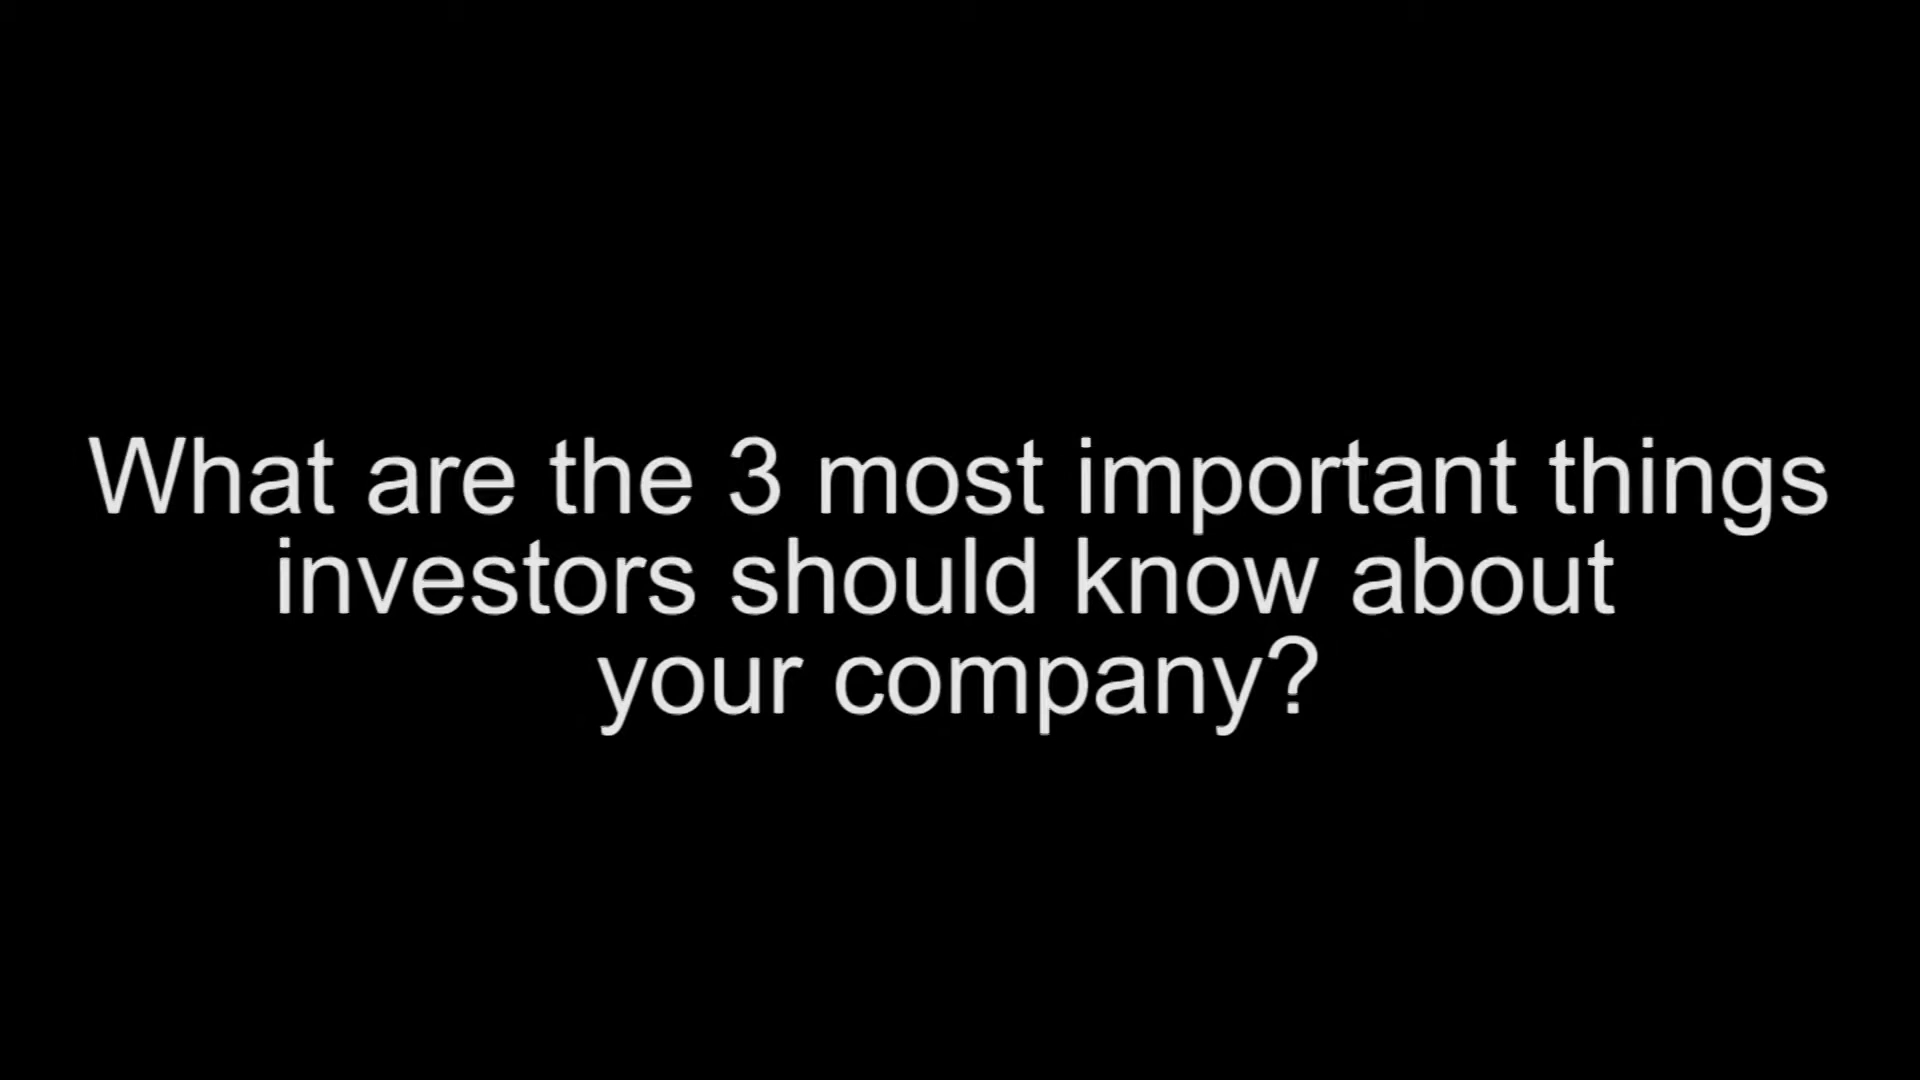 What are the 3 most important things
investors should know about
your company?